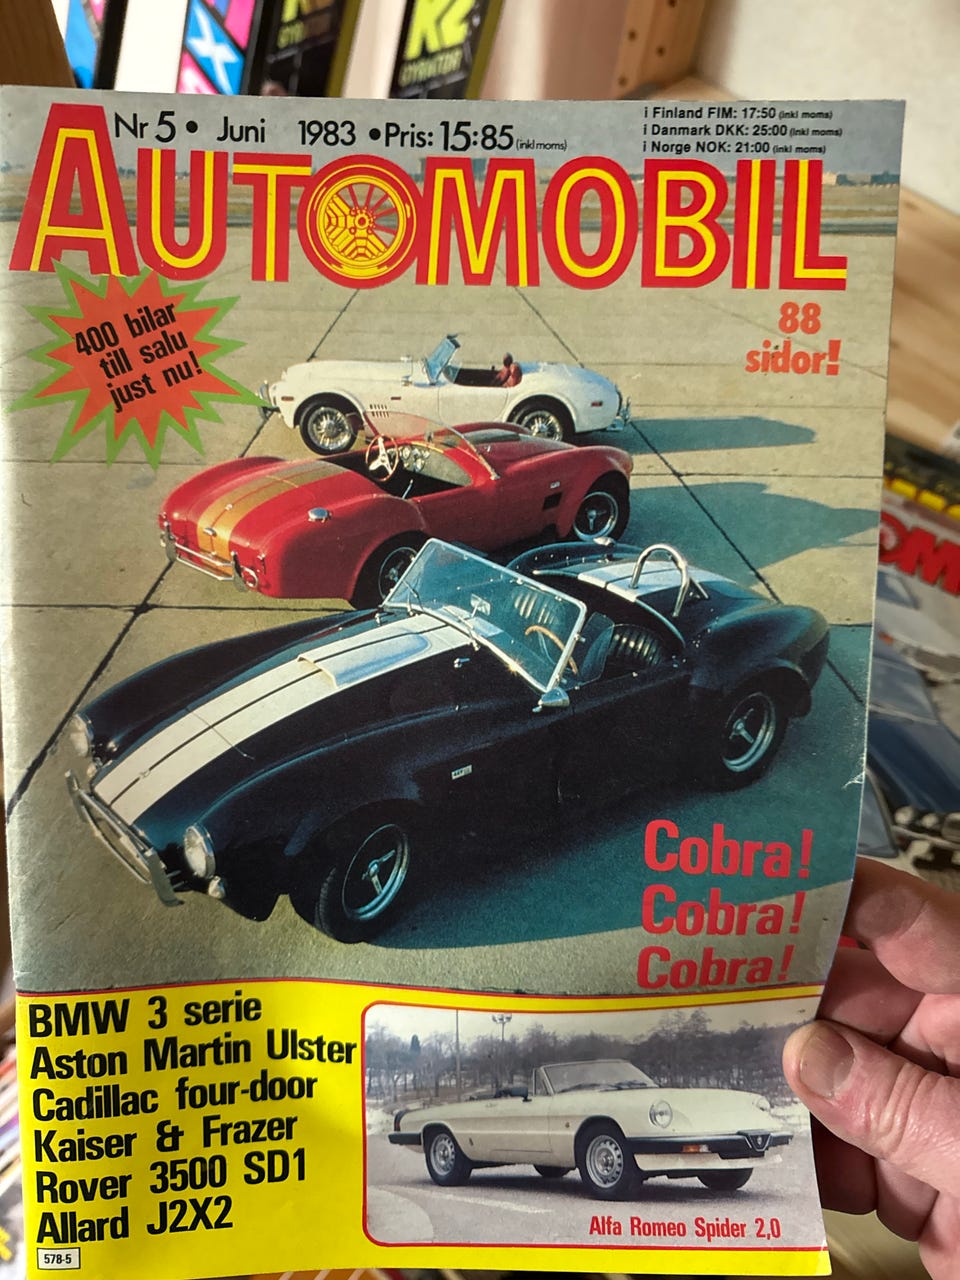 Nr 5 • Juni 1983 • Pris: 15:85 (inkl moms)
i Finland FIM: 17:50 (inkl moms)
i Danmark DKK: 25:00 (inkl moms)
i Norge NOK: 21:00 (inkl moms)
AUTOMOBIL
400 bilar
till salu
just nu!
88
sidor!
Cobra!
Cobra!
Cobra!
BMW 3 serie
Aston Martin Ulster
Cadillac four-door
Kaiser & Frazer
Rover 3500 SD1
Allard J2X2
578-5
Alfa Romeo Spider 2,0